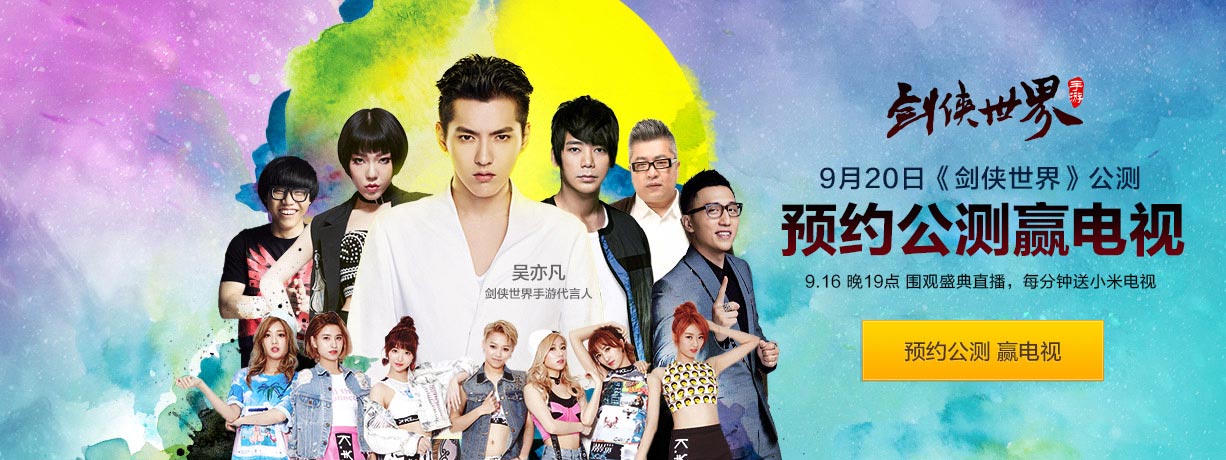 剑侠世界
手游
9月20日《剑侠世界》公测
预约公测赢电视
9.16 晚19点 围观盛典直播，每分钟送小米电视
预约公测 赢电视
吴亦凡
剑侠世界手游代言人